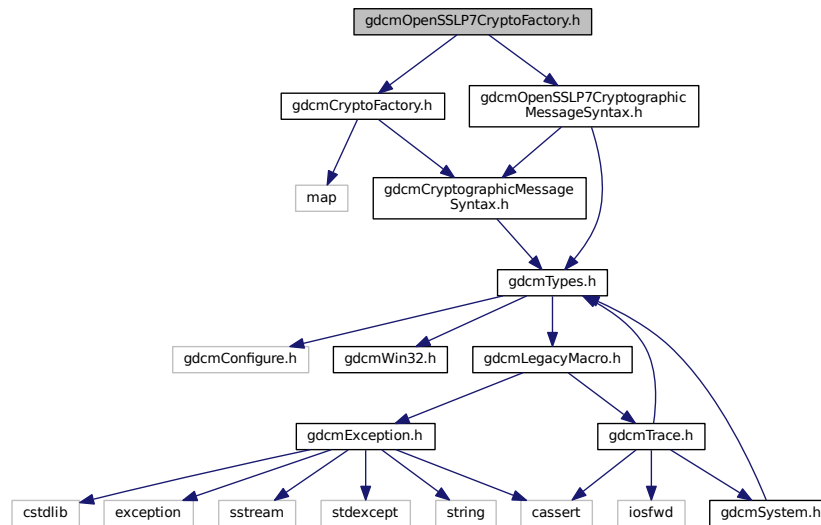 gdcmOpenSSLP7CryptoFactory.h
gdcmCryptoFactory.h
gdcmOpenSSLP7Cryptographic
MessageSyntax.h
map
gdcmCryptographicMessage
Syntax.h
gdcmTypes.h
gdcmConfigure.h
gdcmWin32.h
gdcmLegacyMacro.h
gdcmException.h
gdcmTrace.h
cstdlib
exception
sstream
stdexcept
string
cassert
iosfwd
gdcmSystem.h